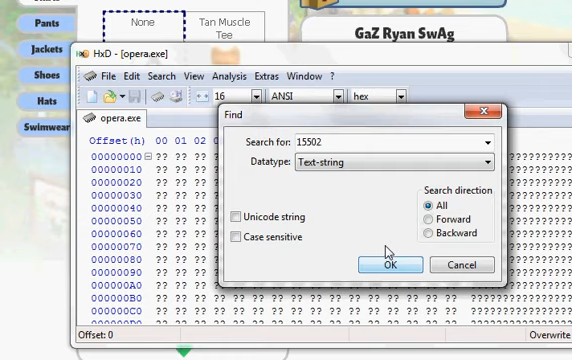 None
Tan Muscle
Tee
GaZ Ryan SwAg
Pants
Jackets
Shoes
Hats
Swimwear
HxD - [opera.exe]
File Edit Search View Analysis Extras Window ?
16 ANSI hex
opera.exe
Offset(h) 00 01 02
00000000 ?? ?? ??
00000010 ?? ?? ??
00000020 ?? ?? ??
00000030 ?? ?? ??
00000040 ?? ?? ??
00000050 ?? ?? ??
00000060 ?? ?? ??
00000070 ?? ?? ??
00000080 ?? ?? ??
00000090 ?? ?? ??
000000A0 ?? ?? ??
000000B0 ?? ?? ?? ?? ?? ?? ?? ?? ?? ?? ?? ?? ?? ?? ?? ??
000000C0 ?? ?? ?? ?? ?? ?? ?? ?? ?? ?? ?? ?? ?? ?? ?? ??
Find
Search for: 15502
Datatype: Text-string
Search direction
All
Forward
Backward
Unicode string
Case sensitive
OK Cancel
Offset: 0 Overwrite